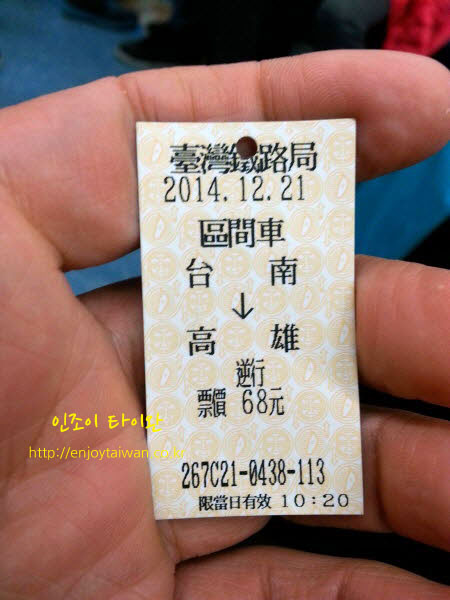 臺灣鐵路局
2014.12.21
區間車
台 南
↓
高 雄
逆行
票價 68元
인조이 타이완
http://enjoytaiwan.co.kr
267C21-0438-113
限當日有效 10:20